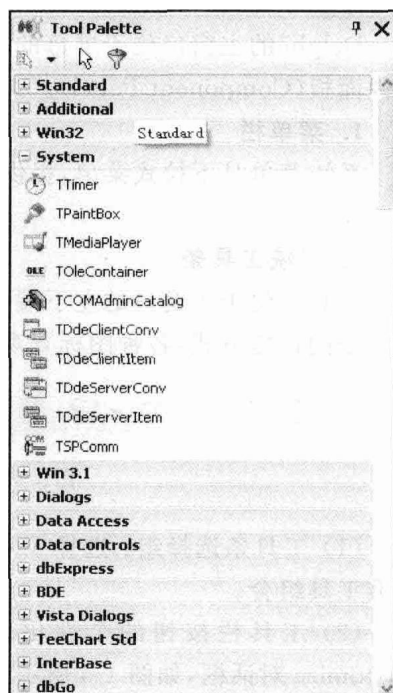 Tool Palette
+ Standard
+ Additional
+ Win32
Standard
- System
TTimer
TPaintBox
TMediaPlayer
OLE TOleContainer
TCOMAdminCatalog
TDdeClientConv
TDdeClientItem
TDdeServerConv
TDdeServerItem
COM TSPComm
+ Win 3.1
+ Dialogs
+ Data Access
+ Data Controls
+ dbExpress
+ BDE
+ Vista Dialogs
+ TeeChart Std
+ InterBase
+ dbGo